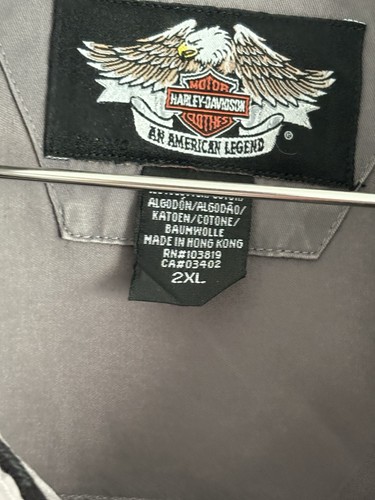 MOTOR
HARLEY-DAVIDSON
CLOTHES
AN AMERICAN LEGEND
®
ALGODÓN/ALGODÃO/
KATOEN/COTONE/
BAUMWOLLE
MADE IN HONG KONG
RN#103819
CA#03402
2XL